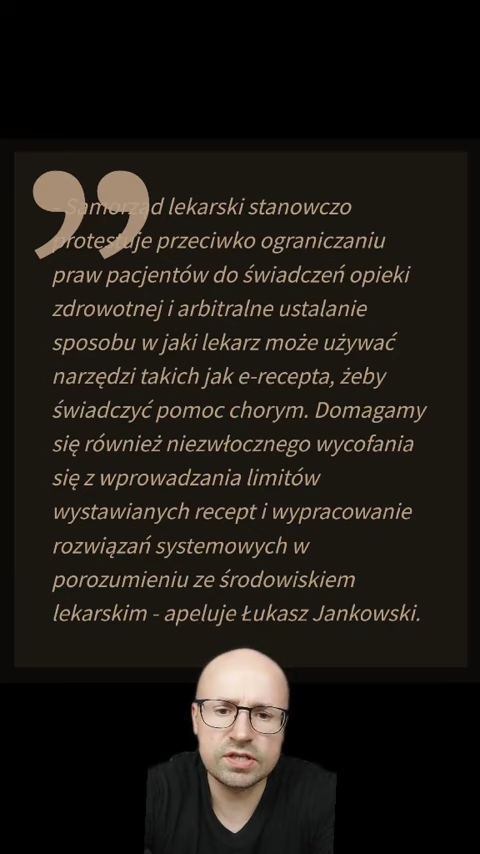 - Samorząd lekarski stanowczo
protestuje przeciwko ograniczaniu
praw pacjentów do świadczeń opieki
zdrowotnej i arbitralne ustalanie
sposobu w jaki lekarz może używać
narzędzi takich jak e-recepta, żeby
świadczyć pomoc chorym. Domagamy
się również niezwłocznego wycofania
się z wprowadzania limitów
wystawianych recept i wypracowanie
rozwiązań systemowych w
porozumieniu ze środowiskiem
lekarskim - apeluje Łukasz Jankowski.